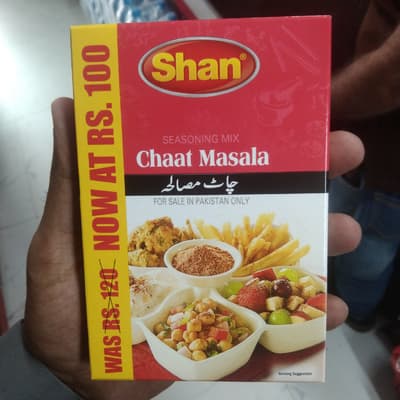 Shan®
SEASONING MIX
Chaat Masala
چاٹ مصالحہ
FOR SALE IN PAKISTAN ONLY
WAS RS. 120 NOW AT RS. 100
Serving Suggestion